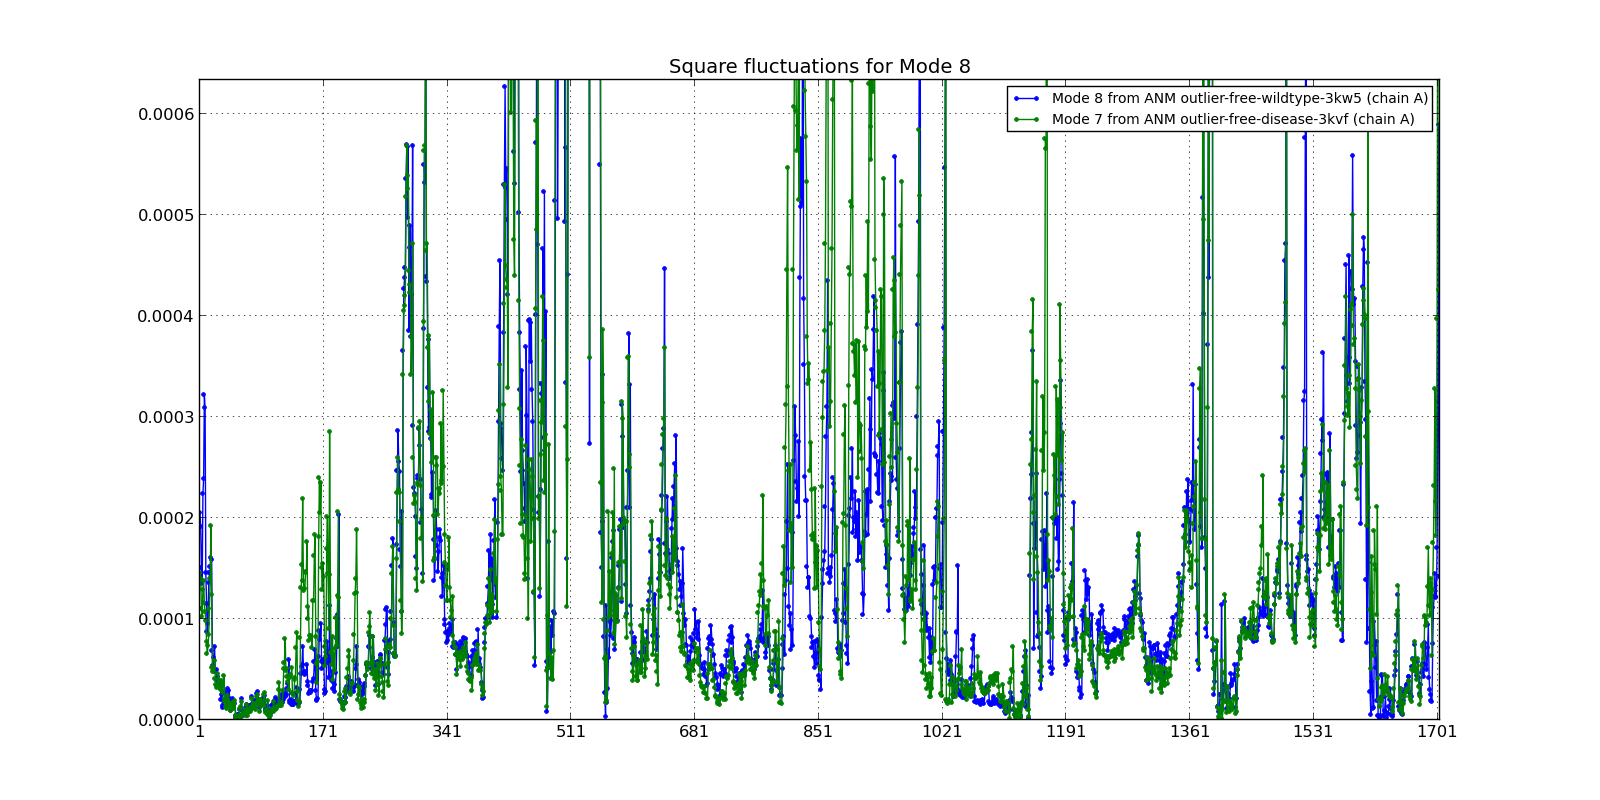 Square fluctuations for Mode 8
Mode 8 from ANM outlier-free-wildtype-3kw5 (chain A)
Mode 7 from ANM outlier-free-disease-3kvf (chain A)
0.0006
0.0005
0.0004
0.0003
0.0002
0.0001
0.0000
1 171 341 511 681 851 1021 1191 1361 1531 1701